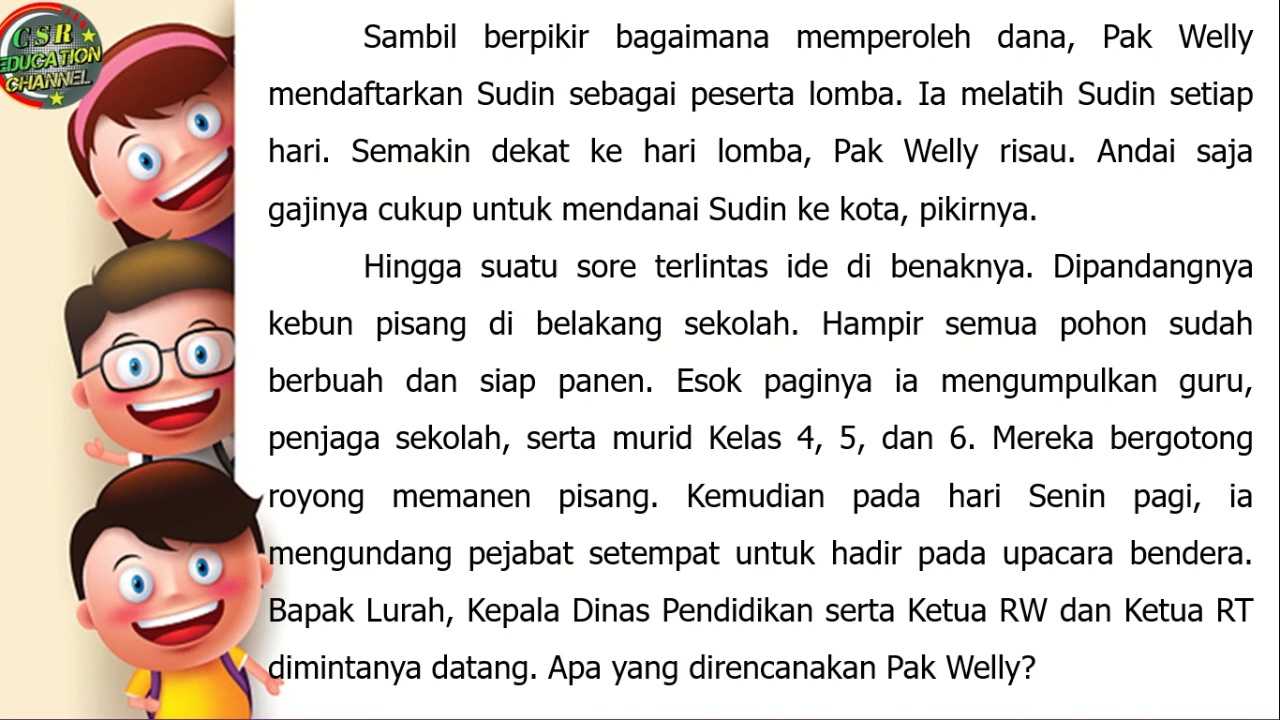 CSR
EDUCATION
CHANNEL
Sambil berpikir bagaimana memperoleh dana, Pak Welly
mendaftarkan Sudin sebagai peserta lomba. Ia melatih Sudin setiap
hari. Semakin dekat ke hari lomba, Pak Welly risau. Andai saja
gajinya cukup untuk mendanai Sudin ke kota, pikirnya.
Hingga suatu sore terlintas ide di benaknya. Dipandangnya
kebun pisang di belakang sekolah. Hampir semua pohon sudah
berbuah dan siap panen. Esok paginya ia mengumpulkan guru,
penjaga sekolah, serta murid Kelas 4, 5, dan 6. Mereka bergotong
royong memanen pisang. Kemudian pada hari Senin pagi, ia
mengundang pejabat setempat untuk hadir pada upacara bendera.
Bapak Lurah, Kepala Dinas Pendidikan serta Ketua RW dan Ketua RT
dimintanya datang. Apa yang direncanakan Pak Welly?